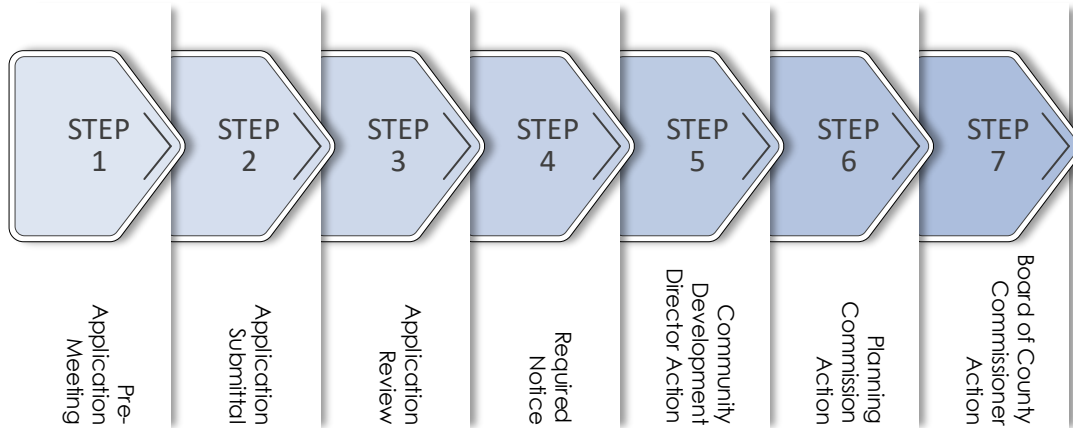 STEP
1
STEP
2
STEP
3
STEP
4
STEP
5
STEP
6
STEP
7
Pre-
Application
Meeting
Application
Submittal
Application
Review
Required
Notice
Community
Development
Director Action
Planning
Commission
Action
Board of County
Commissioner
Action